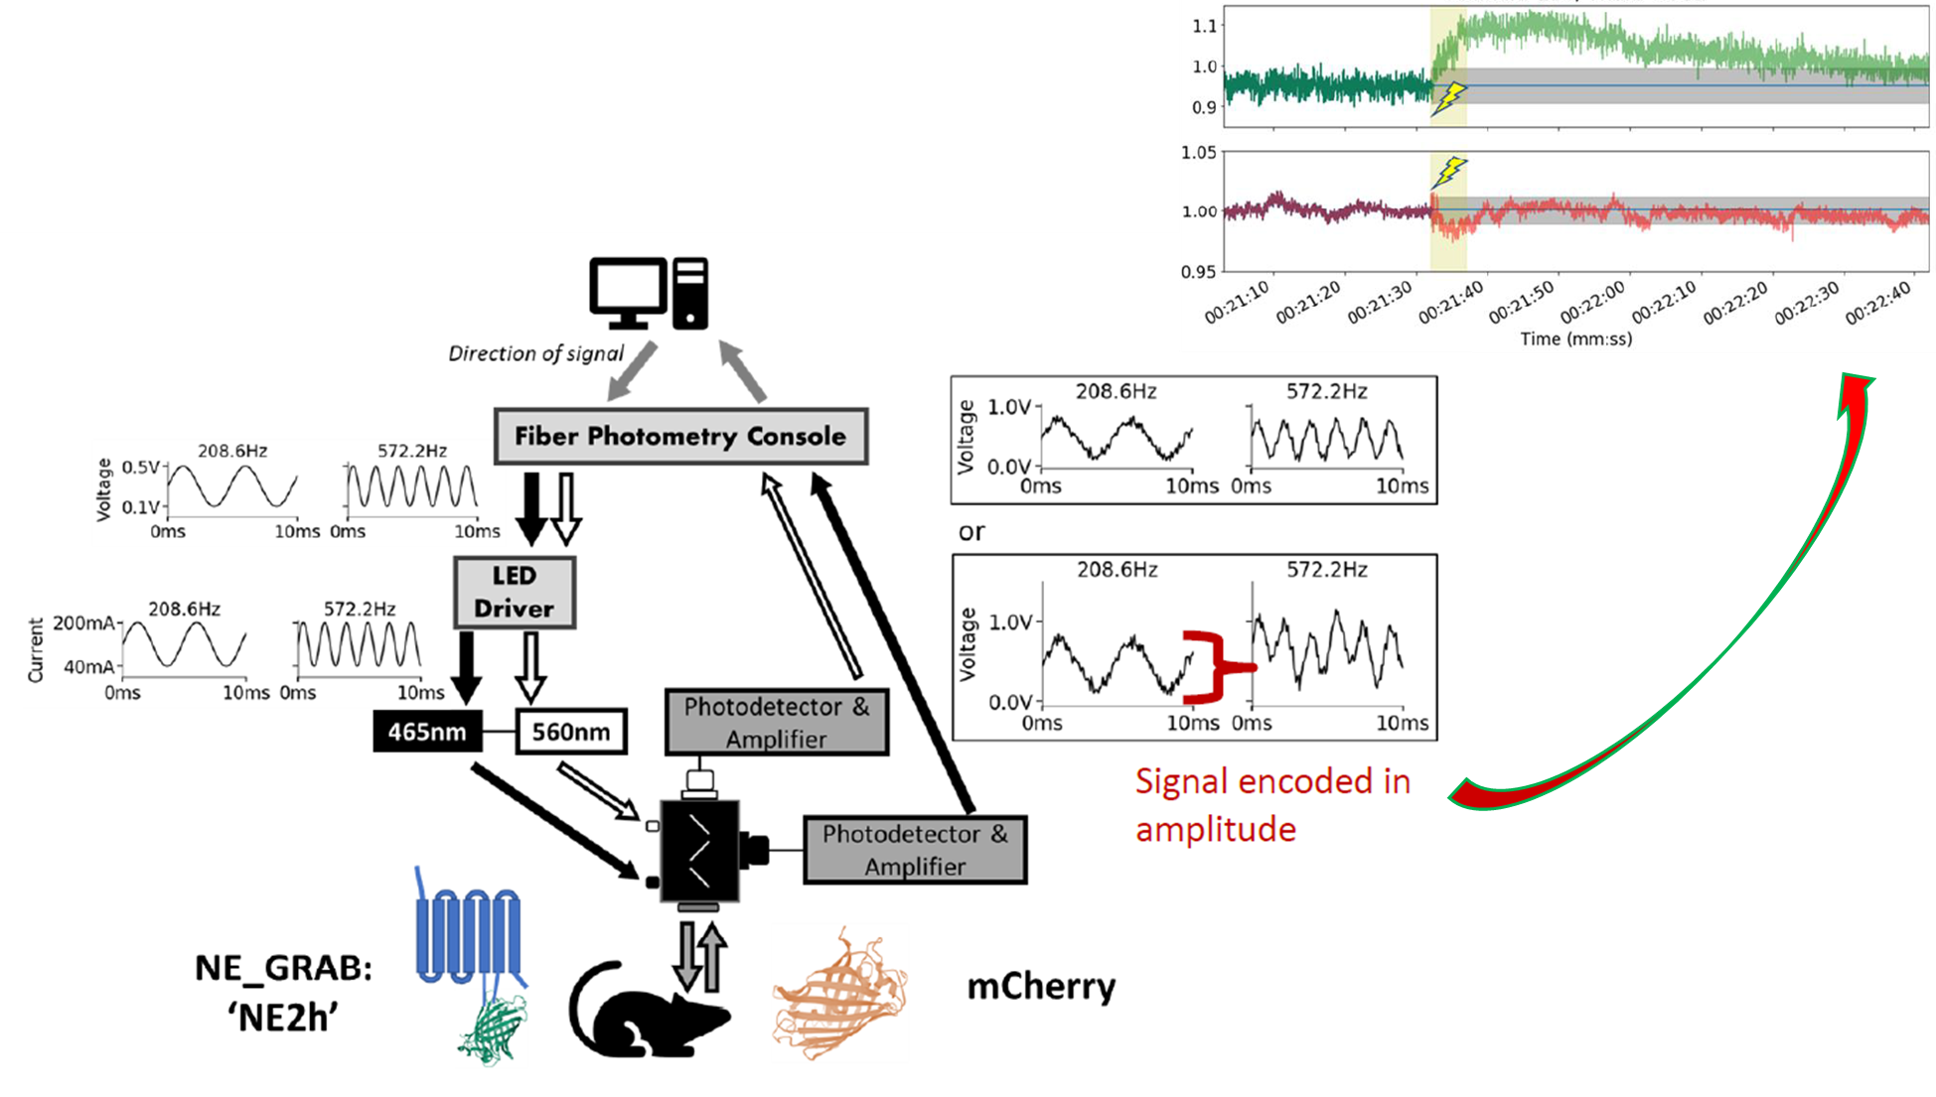 1.1
1.0
0.9
1.05
1.00
0.95
00:21:10
00:21:20
00:21:30
00:21:40
00:21:50
00:22:00
00:22:10
00:22:20
00:22:30
00:22:40
Time (mm:ss)
Direction of signal
Fiber Photometry Console
208.6Hz
572.2Hz
Voltage
0.5V
0.1V
0ms
10ms
0ms
10ms
LED
Driver
208.6Hz
572.2Hz
Current
200mA
40mA
0ms
10ms
0ms
10ms
465nm
560nm
Photodetector &
Amplifier
Photodetector &
Amplifier
208.6Hz
572.2Hz
Voltage
1.0V
0.0V
0ms
10ms
0ms
10ms
or
208.6Hz
572.2Hz
Voltage
1.0V
0.0V
0ms
10ms
0ms
10ms
Signal encoded in
amplitude
NE_GRAB:
‘NE2h’
mCherry